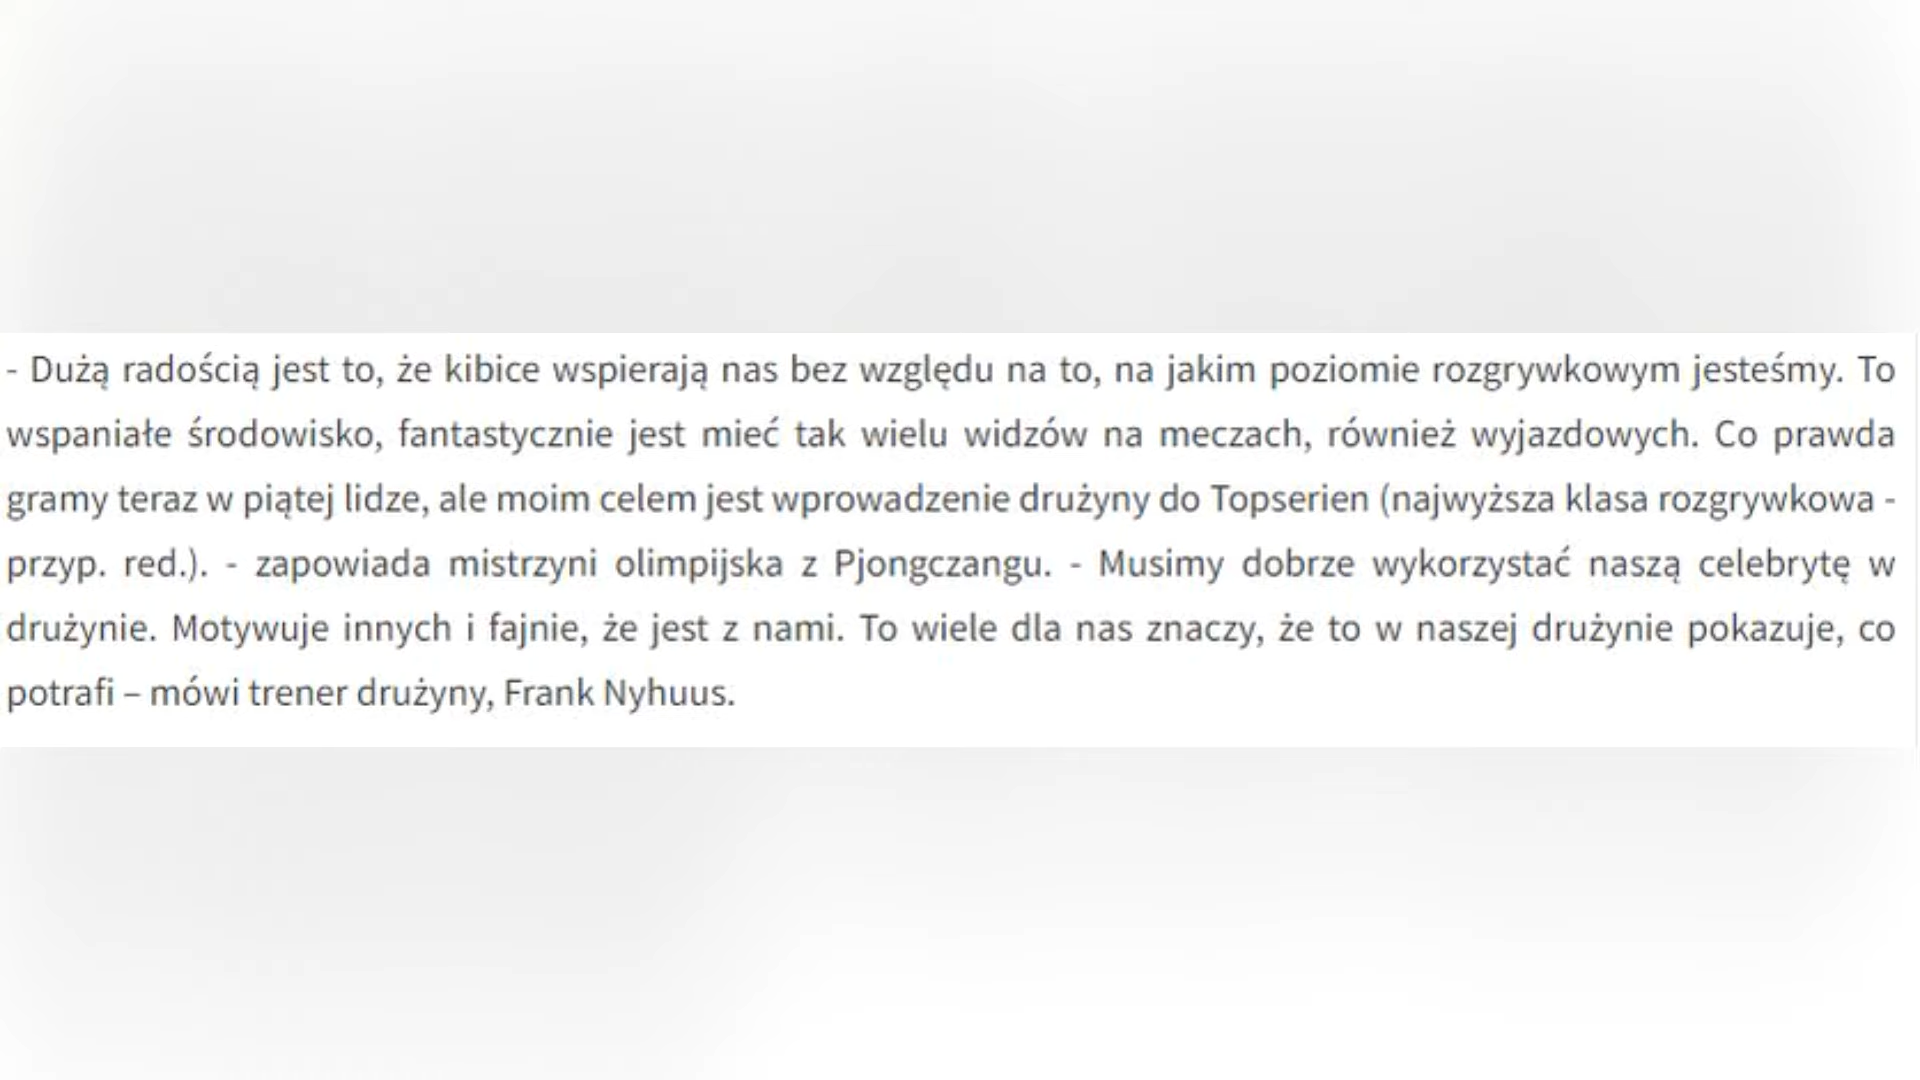 - Dużą radością jest to, że kibice wspierają nas bez względu na to, na jakim poziomie rozgrywkowym jesteśmy. To
wspaniałe środowisko, fantastycznie jest mieć tak wielu widzów na meczach, również wyjazdowych. Co prawda
gramy teraz w piątej lidze, ale moim celem jest wprowadzenie drużyny do Topserien (najwyższa klasa rozgrywkowa -
przyp. red.). - zapowiada mistrzyni olimpijska z Pjongczangu. - Musimy dobrze wykorzystać naszą celebrytę w
drużynie. Motywuje innych i fajnie, że jest z nami. To wiele dla nas znaczy, że to w naszej drużynie pokazuje, co
potrafi – mówi trener drużyny, Frank Nyhuus.